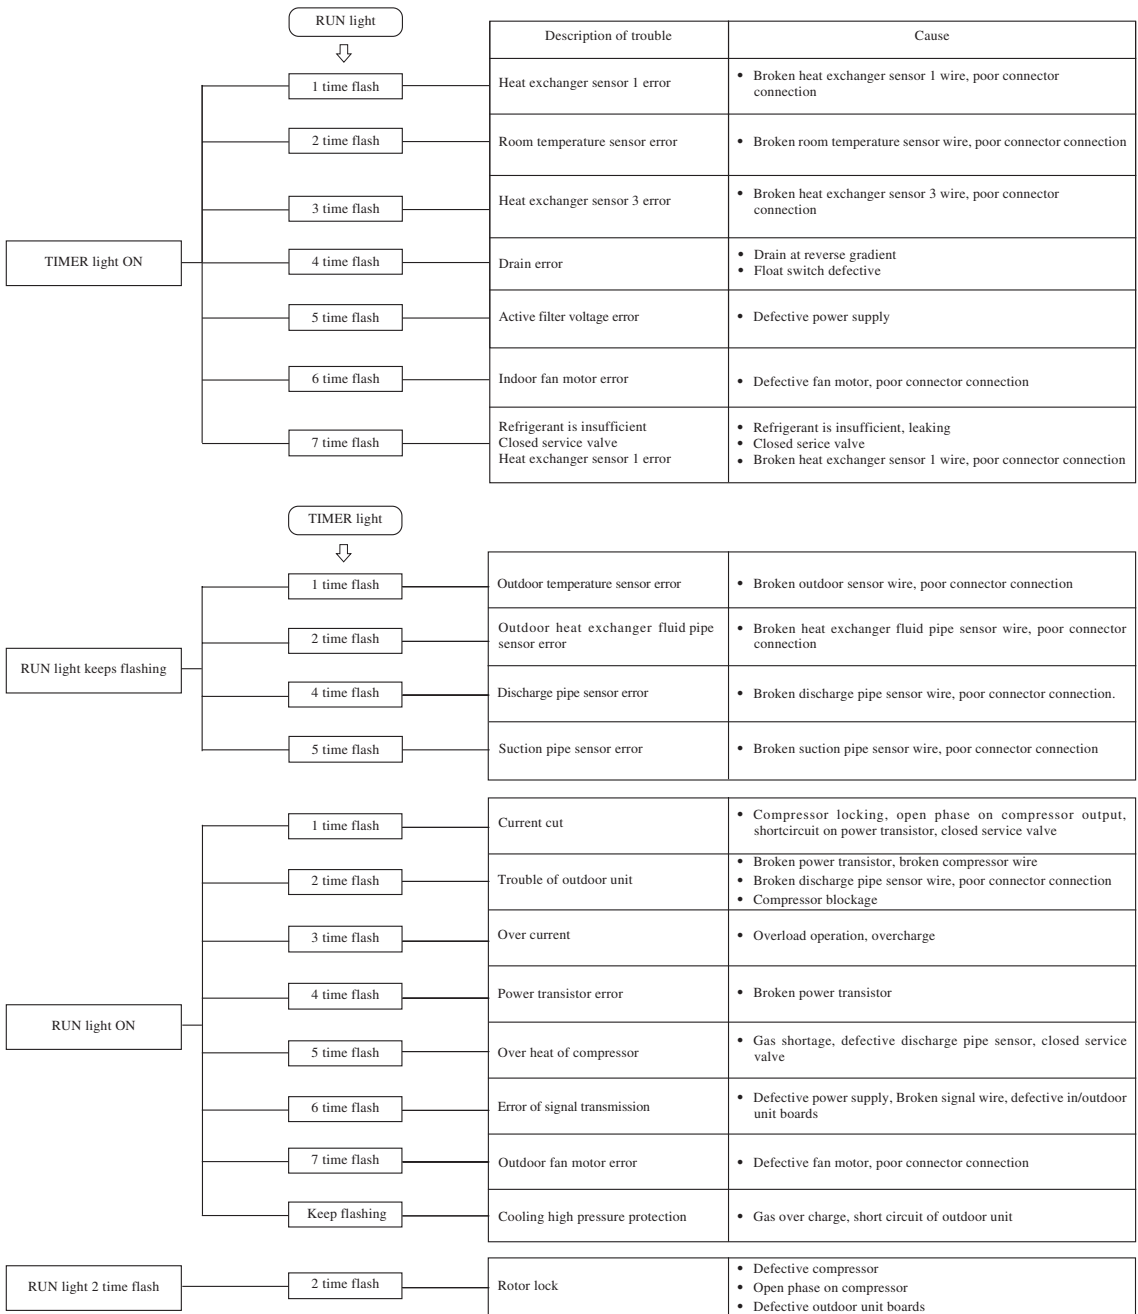 RUN light
Description of trouble
Cause
TIMER light ON
1 time flash
Heat exchanger sensor 1 error
• Broken heat exchanger sensor 1 wire, poor connector
connection
2 time flash
Room temperature sensor error
• Broken room temperature sensor wire, poor connector connection
3 time flash
Heat exchanger sensor 3 error
• Broken heat exchanger sensor 3 wire, poor connector
connection
4 time flash
Drain error
• Drain at reverse gradient
• Float switch defective
5 time flash
Active filter voltage error
• Defective power supply
6 time flash
Indoor fan motor error
• Defective fan motor, poor connector connection
7 time flash
Refrigerant is insufficient
Closed service valve
Heat exchanger sensor 1 error
• Refrigerant is insufficient, leaking
• Closed serice valve
• Broken heat exchanger sensor 1 wire, poor connector connection
TIMER light
RUN light keeps flashing
1 time flash
Outdoor temperature sensor error
• Broken outdoor sensor wire, poor connector connection
2 time flash
Outdoor heat exchanger fluid pipe
sensor error
• Broken heat exchanger fluid pipe sensor wire, poor connector
connection
4 time flash
Discharge pipe sensor error
• Broken discharge pipe sensor wire, poor connector connection.
5 time flash
Suction pipe sensor error
• Broken suction pipe sensor wire, poor connector connection
RUN light ON
1 time flash
Current cut
• Compressor locking, open phase on compressor output,
shortcircuit on power transistor, closed service valve
2 time flash
Trouble of outdoor unit
• Broken power transistor, broken compressor wire
• Broken discharge pipe sensor wire, poor connector connection
• Compressor blockage
3 time flash
Over current
• Overload operation, overcharge
4 time flash
Power transistor error
• Broken power transistor
5 time flash
Over heat of compressor
• Gas shortage, defective discharge pipe sensor, closed service
valve
6 time flash
Error of signal transmission
• Defective power supply, Broken signal wire, defective in/outdoor
unit boards
7 time flash
Outdoor fan motor error
• Defective fan motor, poor connector connection
Keep flashing
Cooling high pressure protection
• Gas over charge, short circuit of outdoor unit
RUN light 2 time flash
2 time flash
Rotor lock
• Defective compressor
• Open phase on compressor
• Defective outdoor unit boards